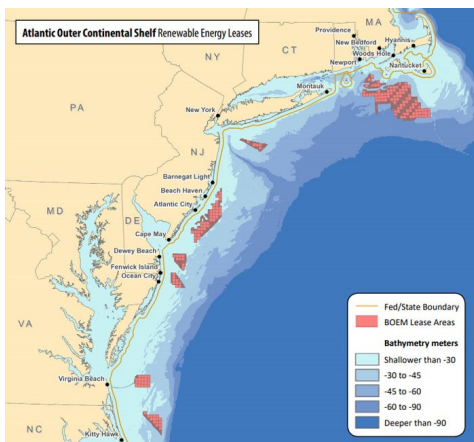 Atlantic Outer Continental Shelf Renewable Energy Leases
MA
Providence
New Bedford
Hyannis
Woods Hole
Newport
Nantucket
CT
NY
Montauk
New York
PA
NJ
Barnegat Light
Beach Haven
Atlantic City
MD
DE
Cape May
Dewey Beach
Fenwick Island
Ocean City
VA
Virginia Beach
NC
Kitty Hawk
Fed/State Boundary
BOEM Lease Areas
Bathymetry meters
Shallower than -30
-30 to -45
-45 to -60
-60 to -90
Deeper than -90